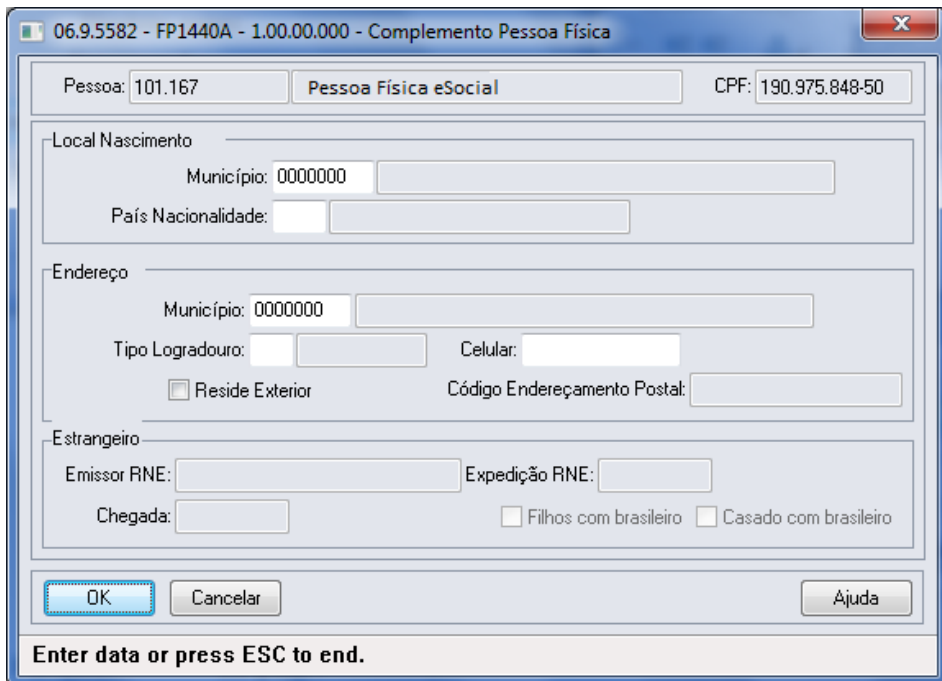 06.9.5582 - FP1440A - 1.00.00.000 - Complemento Pessoa Física
Pessoa: 101.167 Pessoa Física eSocial CPF: 190.975.848-50
Local Nascimento
Município: 0000000
País Nacionalidade:
Endereço
Município: 0000000
Tipo Logradouro: Celular:
Reside Exterior Código Endereçamento Postal:
Estrangeiro
Emissor RNE: Expedição RNE:
Chegada: Filhos com brasileiro Casado com brasileiro
OK Cancelar Ajuda
Enter data or press ESC to end.